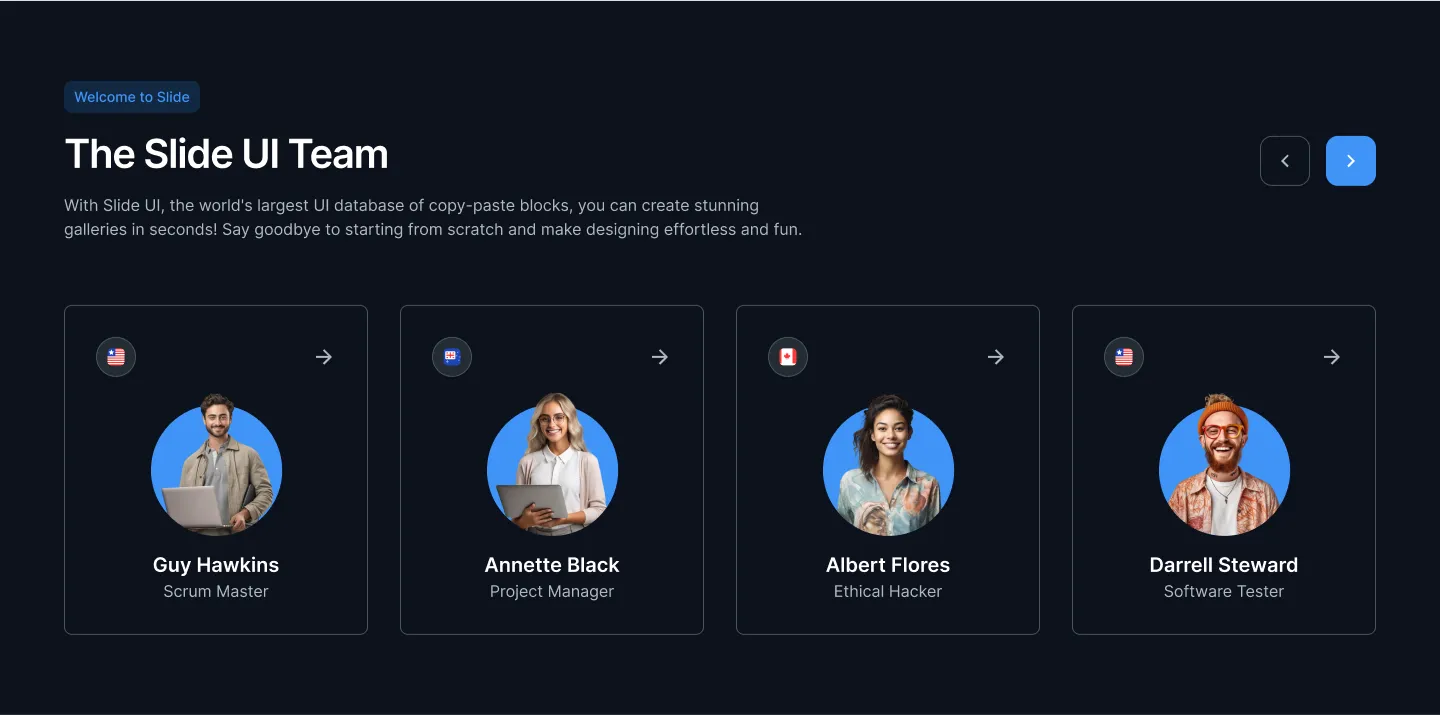 Welcome to Slide
The Slide UI Team
With Slide UI, the world's largest UI database of copy-paste blocks, you can create stunning
galleries in seconds! Say goodbye to starting from scratch and make designing effortless and fun.
Guy Hawkins
Scrum Master
Annette Black
Project Manager
Albert Flores
Ethical Hacker
Darrell Steward
Software Tester